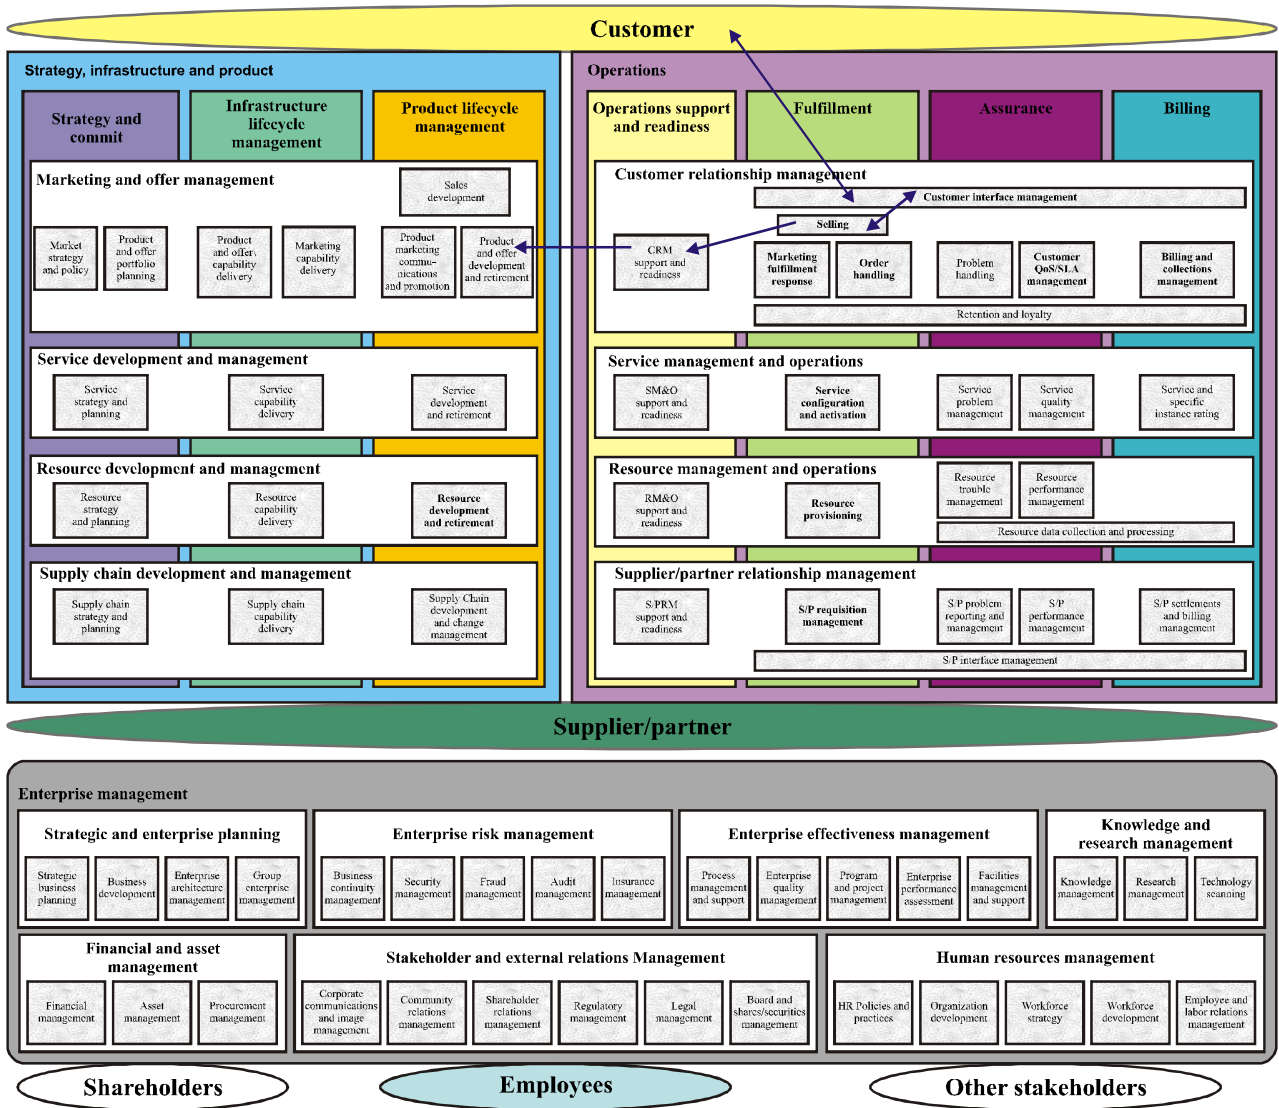 Customer
Strategy, infrastructure and product
Strategy and
commit
Infrastructure
lifecycle
management
Product lifecycle
management
Marketing and offer management
Sales
development
Market
strategy
and policy
Product
and offer
portfolio
planning
Product
and offer
capability
delivery
Marketing
capability
delivery
Product
marketing
commu-
nications
and promotion
Product
and offer
development
and retirement
Service development and management
Service
strategy and
planning
Service
capability
delivery
Service
development
and retirement
Resource development and management
Resource
strategy
and planning
Resource
capability
delivery
Resource
development
and retirement
Supply chain development and management
Supply chain
strategy and
planning
Supply chain
capability
delivery
Supply Chain
development
and change
management
Operations
Operations support
and readiness
Fulfillment
Assurance
Billing
Customer relationship management
Customer interface management
Selling
CRM
support and
readiness
Marketing
fulfillment
response
Order
handling
Problem
handling
Customer
QoS/SLA
management
Billing and
collections
management
Retention and loyalty
Service management and operations
SM&O
support and
readiness
Service
configuration
and activation
Service
problem
management
Service
quality
management
Service and
specific
instance rating
Resource management and operations
RM&O
support and
readiness
Resource
provisioning
Resource
trouble
management
Resource
performance
management
Resource data collection and processing
Supplier/partner relationship management
S/PRM
support and
readiness
S/P requisition
management
S/P problem
reporting and
management
S/P
performance
management
S/P settlements
and billing
management
S/P interface management
Supplier/partner
Enterprise management
Strategic and enterprise planning
Strategic
business
planning
Business
development
Enterprise
architecture
management
Group
enterprise
management
Enterprise risk management
Business
continuity
management
Security
management
Fraud
management
Audit
management
Insurance
management
Enterprise effectiveness management
Process
management
and support
Enterprise
quality
management
Program
and project
management
Enterprise
performance
assessment
Facilities
management
and support
Knowledge and
research management
Knowledge
management
Research
management
Technology
scanning
Financial and asset
management
Financial
management
Asset
management
Procurement
management
Stakeholder and external relations Management
Corporate
communications
and image
management
Community
relations
management
Shareholder
relations
management
Regulatory
management
Legal
management
Board and
shares/securities
management
Human resources management
HR Policies and
practices
Organization
development
Workforce
strategy
Workforce
development
Employee and
labor relations
management
Shareholders
Employees
Other stakeholders